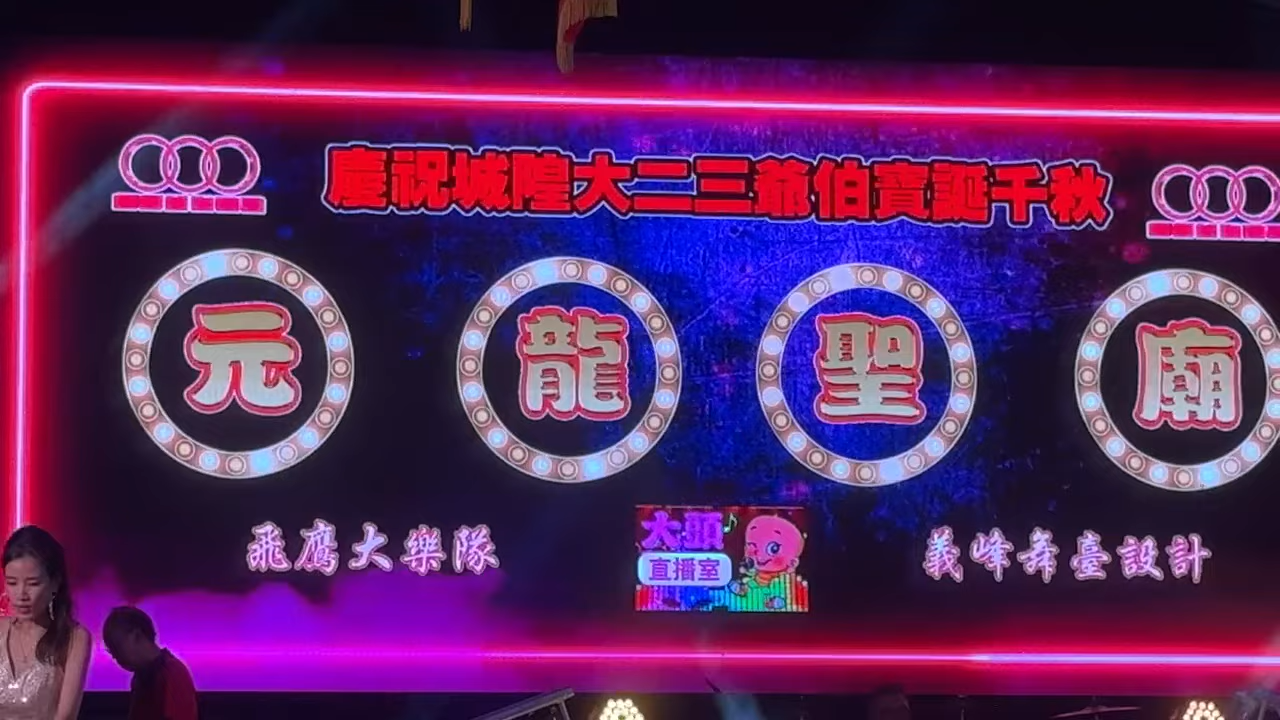 慶祝城隍大二三爺伯寶誕千秋
元龍聖廟
飛鷹大樂隊
大頭
直播室
義峰舞臺設計